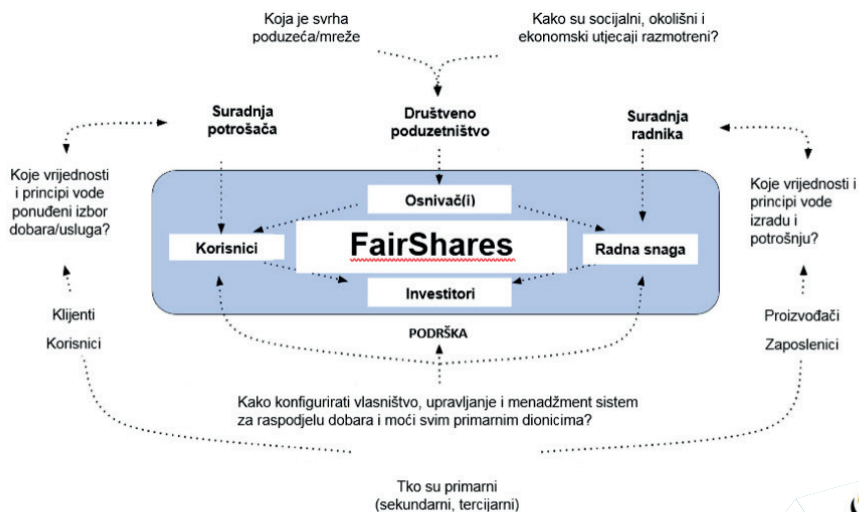 Koja je svrha
poduzeća/mreže
Kako su socijalni, okolišni i
ekonomski utjecaji razmotreni?
Suradnja
potrošača
Društveno
poduzetništvo
Suradnja
radnika
Koje vrijednosti
i principi vode
ponuđeni izbor
dobara/usluga?
Koje vrijednosti i
principi vode
izradu i
potrošnju?
Osnivač(i)
Korisnici
FairShares
Radna snaga
Investitori
Klijenti
Korisnici
PODRŠKA
Proizvođači
Zaposlenici
Kako konfigurirati vlasništvo, upravljanje i menadžment sistem
za raspodjelu dobara i moći svim primarnim dionicima?
Tko su primarni
(sekundarni, tercijarni)